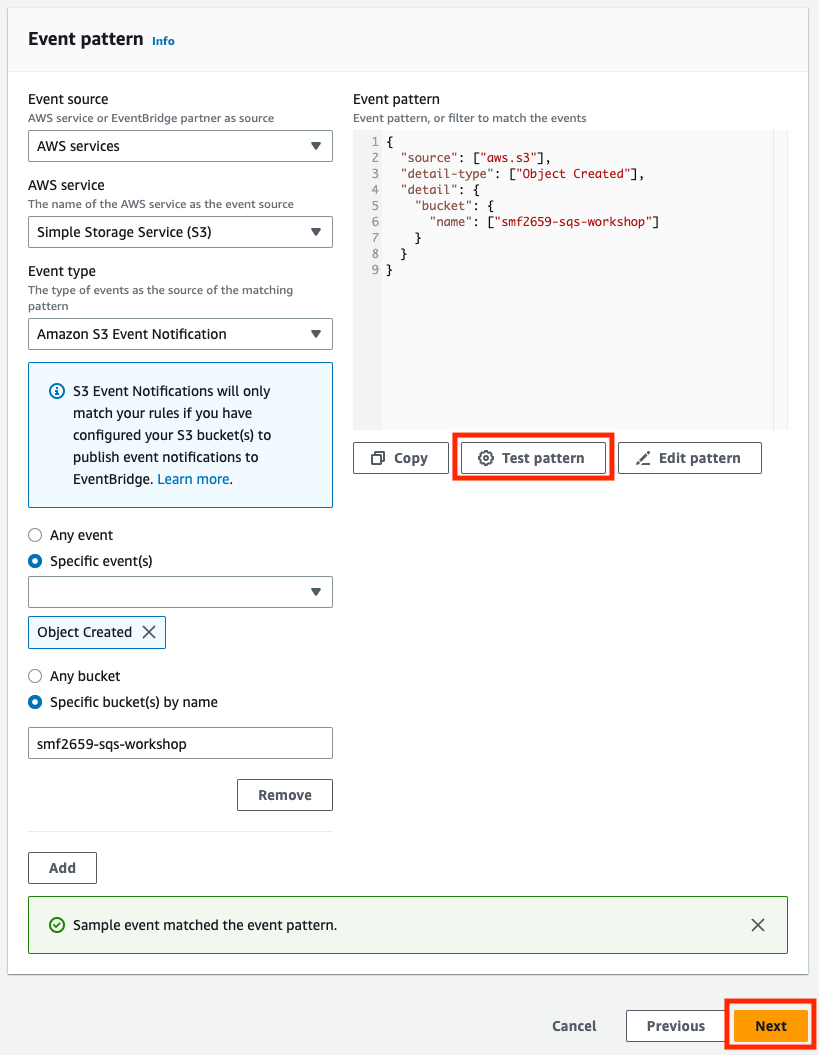 Event pattern Info
Event source
AWS service or EventBridge partner as source
AWS services
AWS service
The name of the AWS service as the event source
Simple Storage Service (S3)
Event type
The type of events as the source of the matching
pattern
Amazon S3 Event Notification
S3 Event Notifications will only
match your rules if you have
configured your S3 bucket(s) to
publish event notifications to
EventBridge. Learn more.
Any event
Specific event(s)
Object Created
Any bucket
Specific bucket(s) by name
smf2659-sqs-workshop
Remove
Add
Event pattern
Event pattern, or filter to match the events
1 {
2   "source": ["aws.s3"],
3   "detail-type": ["Object Created"],
4   "detail": {
5     "bucket": {
6       "name": ["smf2659-sqs-workshop"]
7     }
8   }
9 }
Copy Test pattern Edit pattern
Sample event matched the event pattern.
Cancel Previous Next